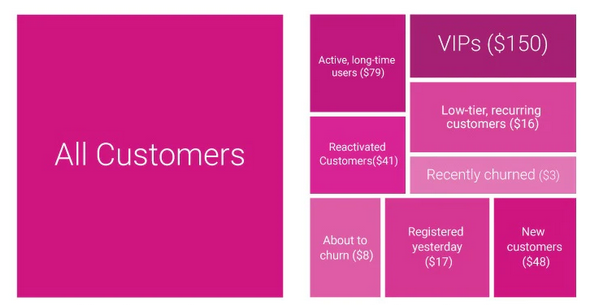 All Customers
Active, long-time
users ($79)
VIPs ($150)
Low-tier, recurring
customers ($16)
Reactivated
Customers($41)
Recently churned ($3)
About to
churn ($8)
Registered
yesterday
($17)
New
customers
($48)